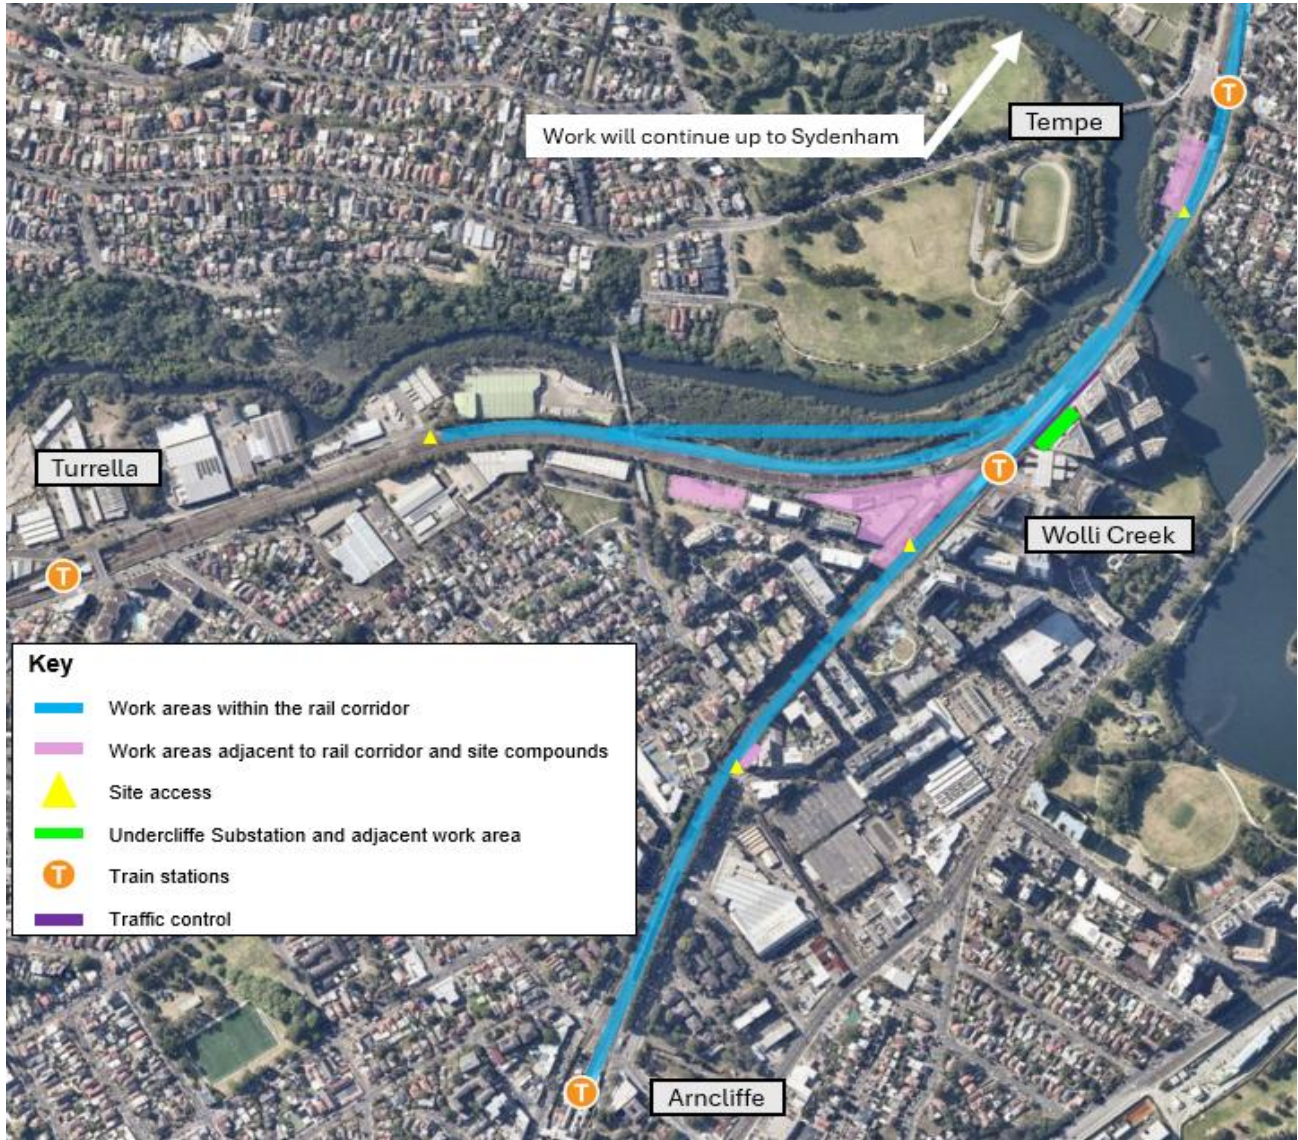 Work will continue up to Sydenham
Tempe
T
Turrella
T
Wolli Creek
T
Key
Work areas within the rail corridor
Work areas adjacent to rail corridor and site compounds
Site access
Undercliffe Substation and adjacent work area
T Train stations
Traffic control
T
Arncliffe